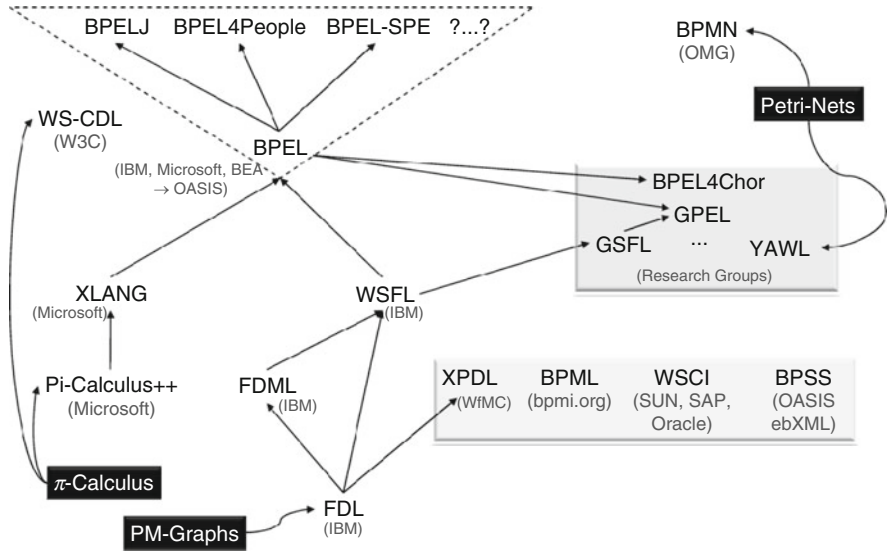 BPELJ BPEL4People BPEL-SPE ?...?
BPMN
(OMG)
Petri-Nets
WS-CDL
(W3C)
BPEL
(IBM, Microsoft, BEA
→ OASIS)
BPEL4Chor
GPEL
GSFL ... YAWL
(Research Groups)
XLANG
(Microsoft)
WSFL
(IBM)
Pi-Calculus++
(Microsoft)
FDML
(IBM)
XPDL
(WfMC)
BPML
(bpmi.org)
WSCI
(SUN, SAP,
Oracle)
BPSS
(OASIS
ebXML)
π-Calculus
PM-Graphs
FDL
(IBM)